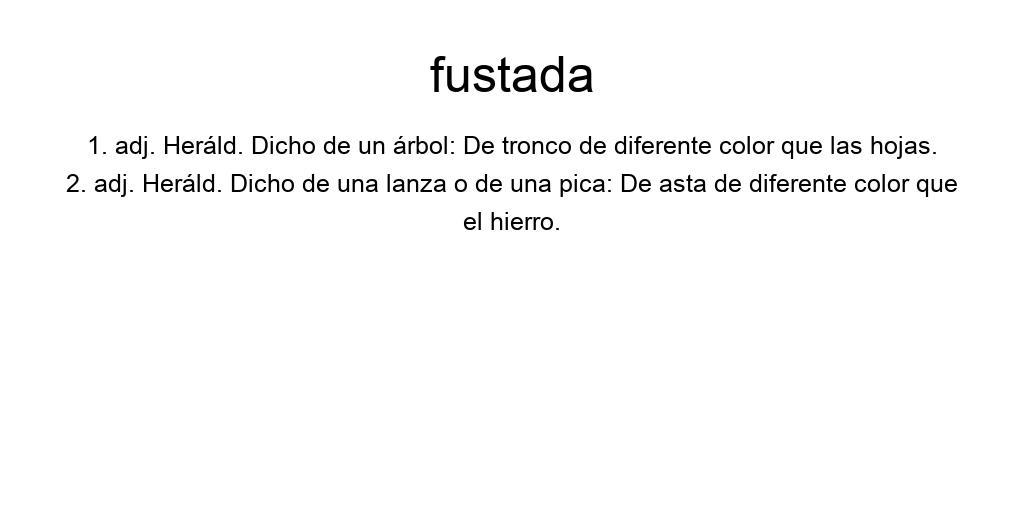 fustada
1. adj. Heráld. Dicho de un árbol: De tronco de diferente color que las hojas.
2. adj. Heráld. Dicho de una lanza o de una pica: De asta de diferente color que
el hierro.